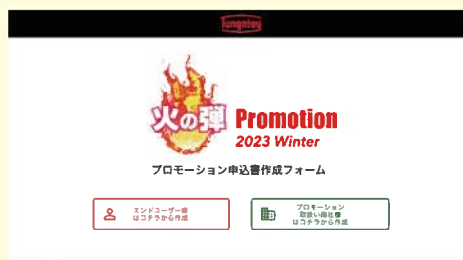 Tungaloy
火の弾
Promotion
2023 Winter
プロモーション申込書作成フォーム
エンドユーザー様
はコチラから作成
プロモーション
取扱い商社様
はコチラから作成